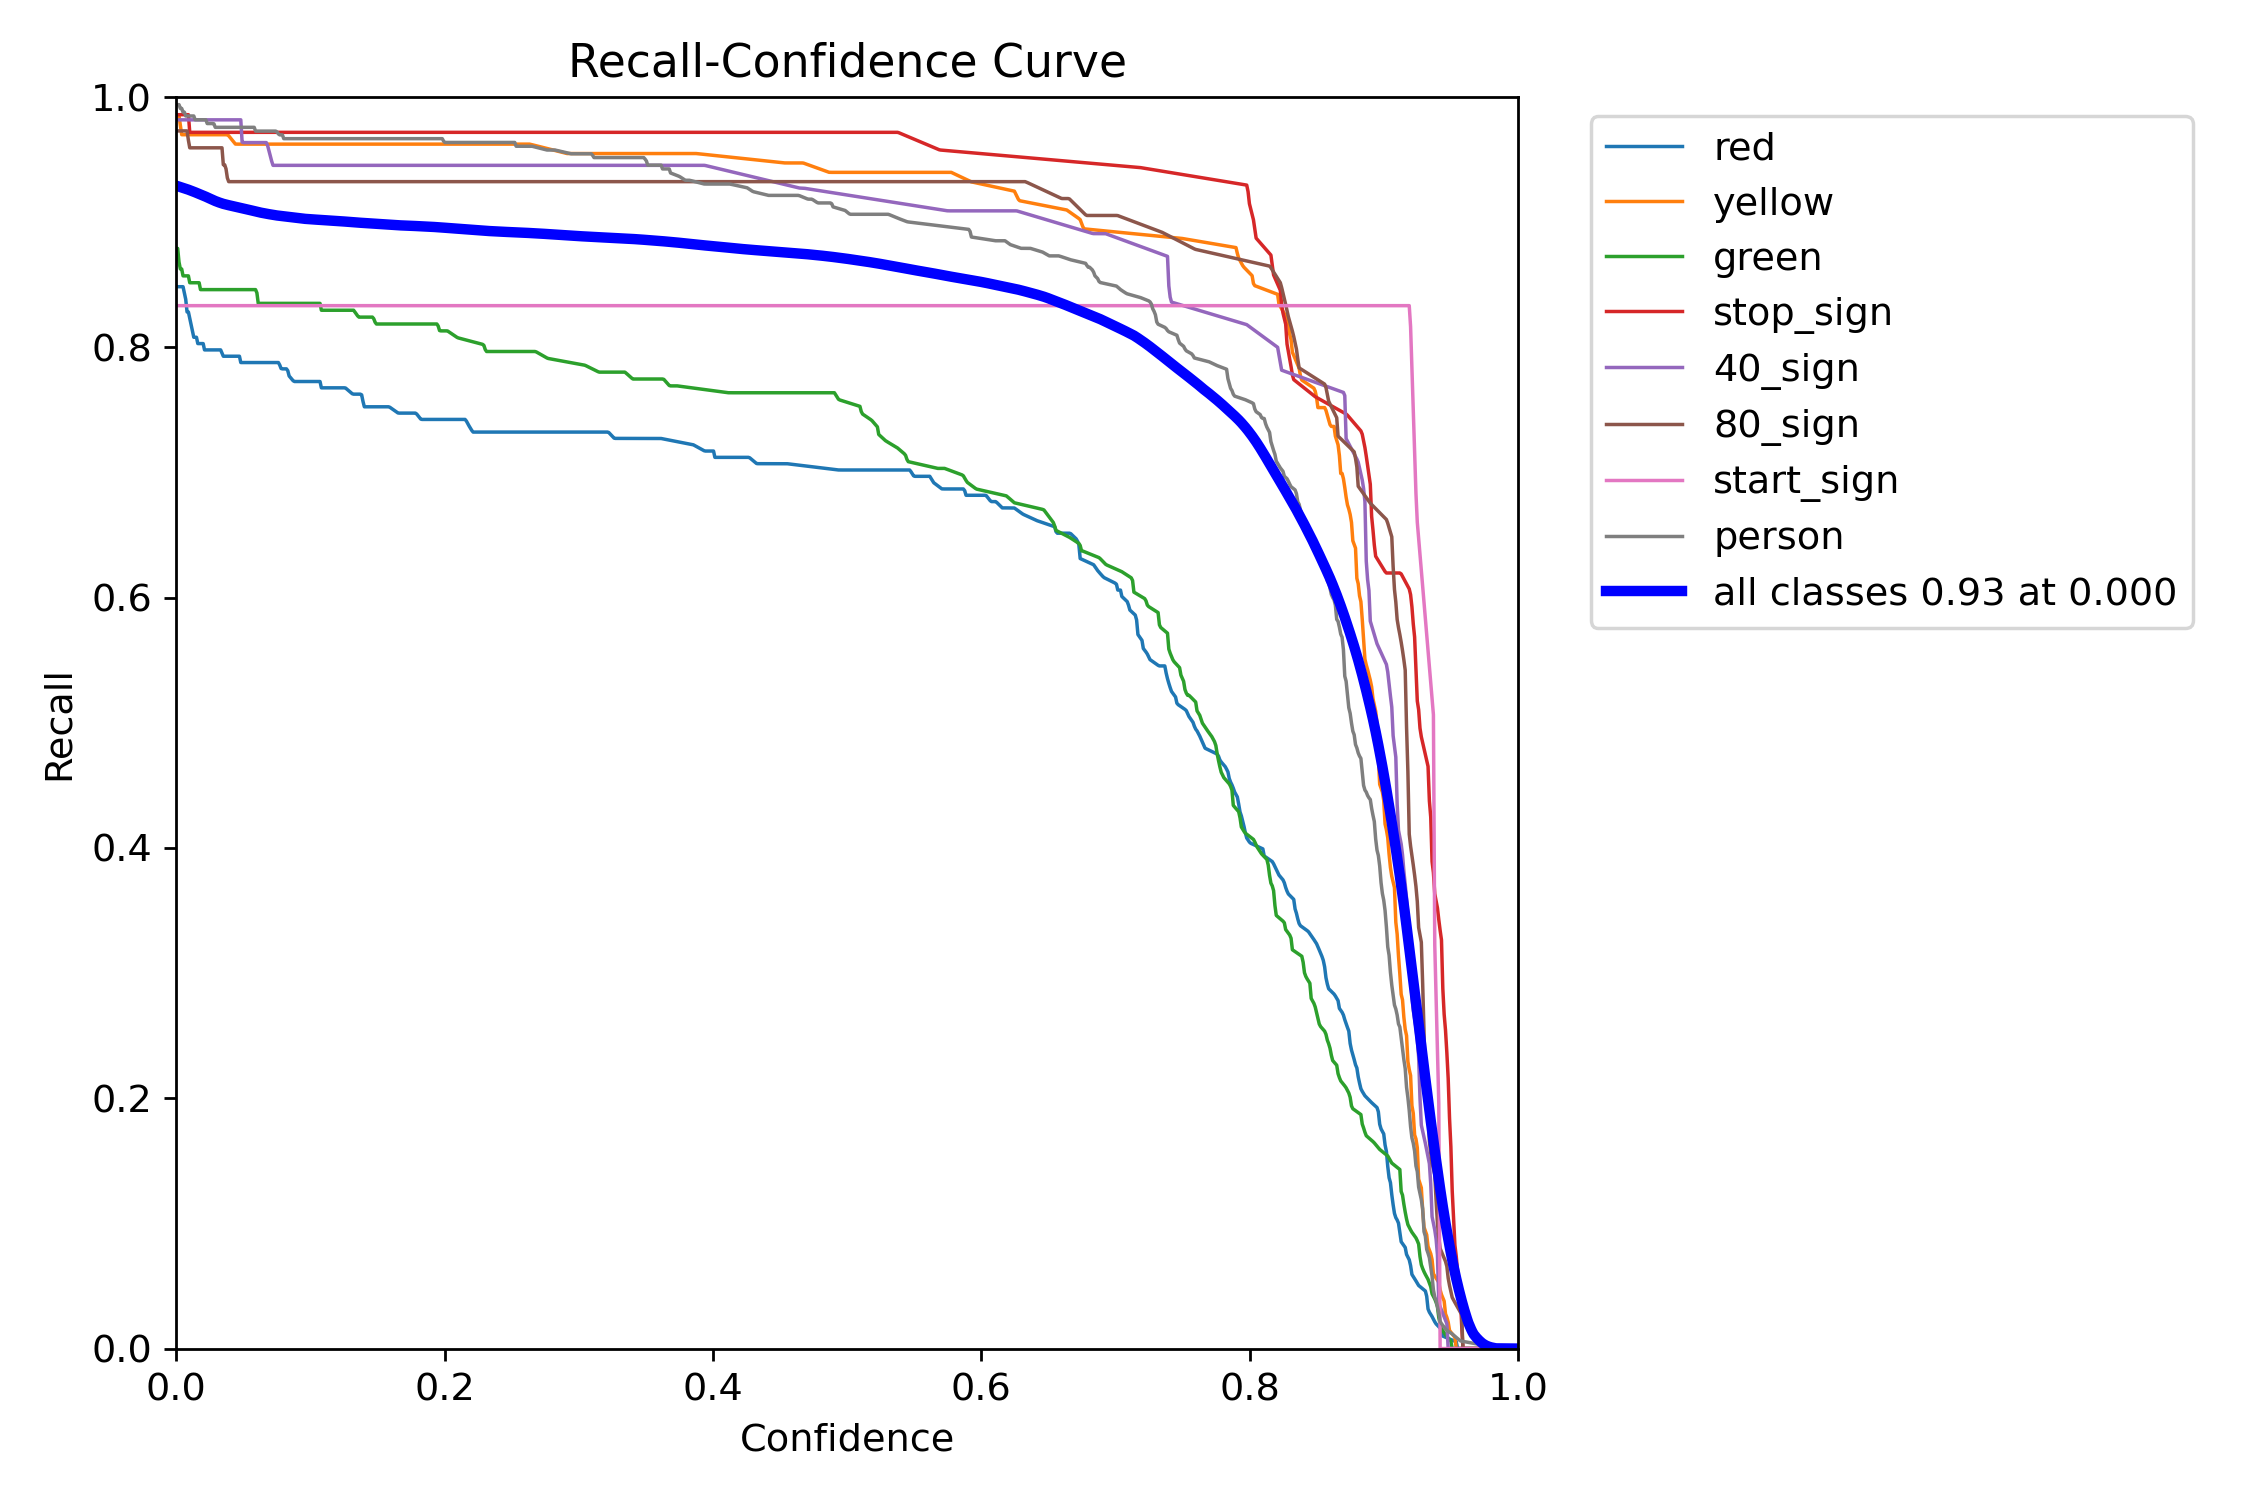 Recall-Confidence Curve
1.0
0.8
0.6
0.4
0.2
0.0
Recall
0.0 0.2 0.4 0.6 0.8 1.0
Confidence
red
yellow
green
stop_sign
40_sign
80_sign
start_sign
person
all classes 0.93 at 0.000